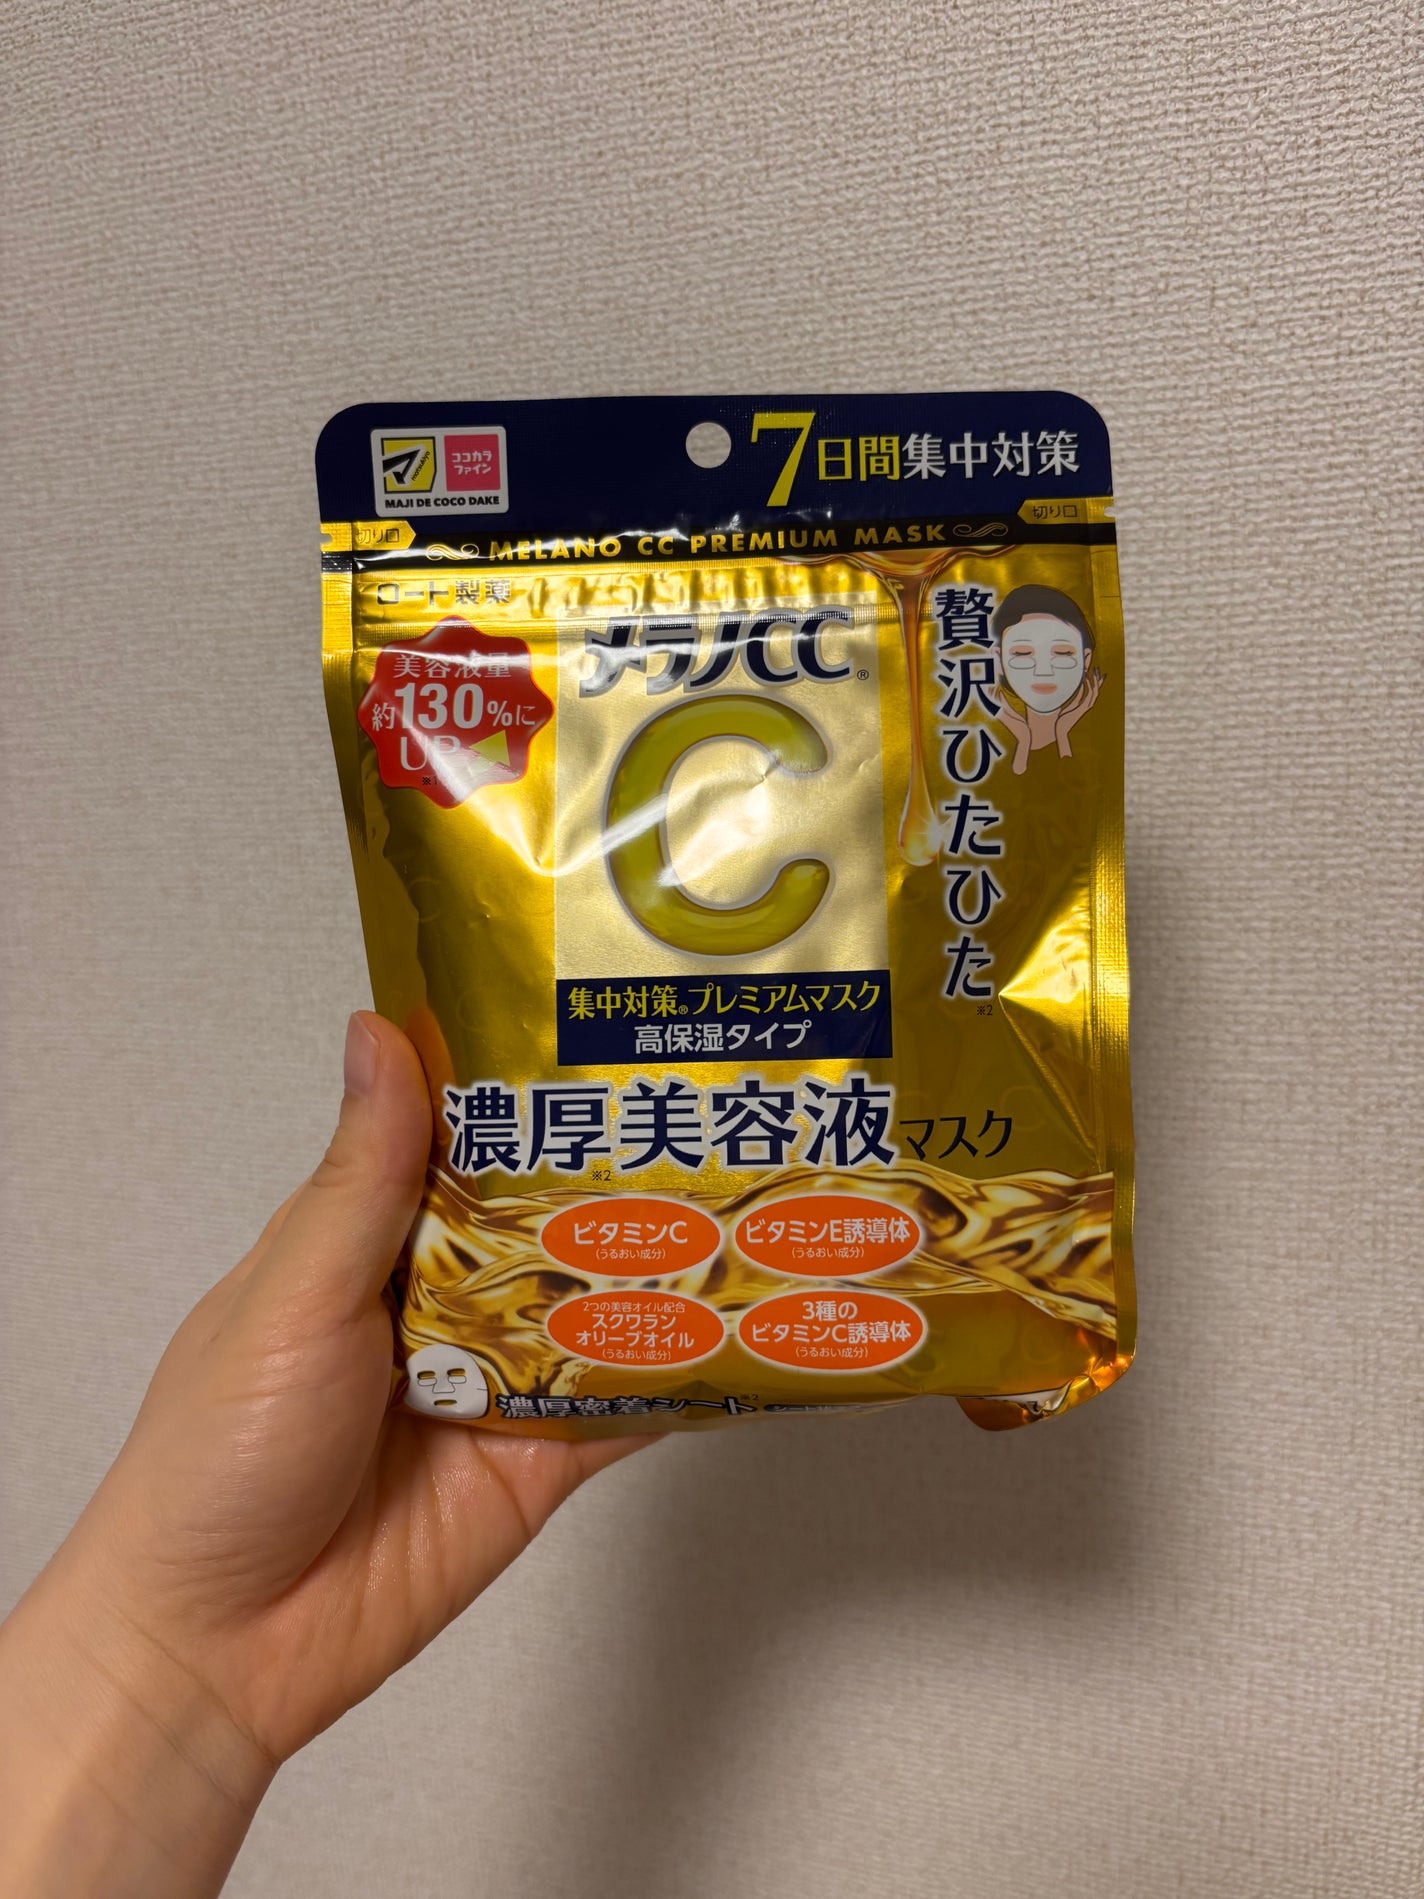 matsukiyo
ココカラ
ファイン
MAJI DE COCO DAKE
7日間集中対策
切り口
切り口
MELANO CC PREMIUM MASK
ロート製薬
美容液量
約130%に
UP
※1
メラノCC®
C
贅沢ひたひた
※2
集中対策®プレミアムマスク
高保湿タイプ
濃厚美容液マスク
※2
ビタミンC
(うるおい成分)
ビタミンE誘導体
(うるおい成分)
2つの美容オイル配合
スクワラン
オリーブオイル
(うるおい成分)
3種の
ビタミンC誘導体
(うるおい成分)
濃厚密着シート※2